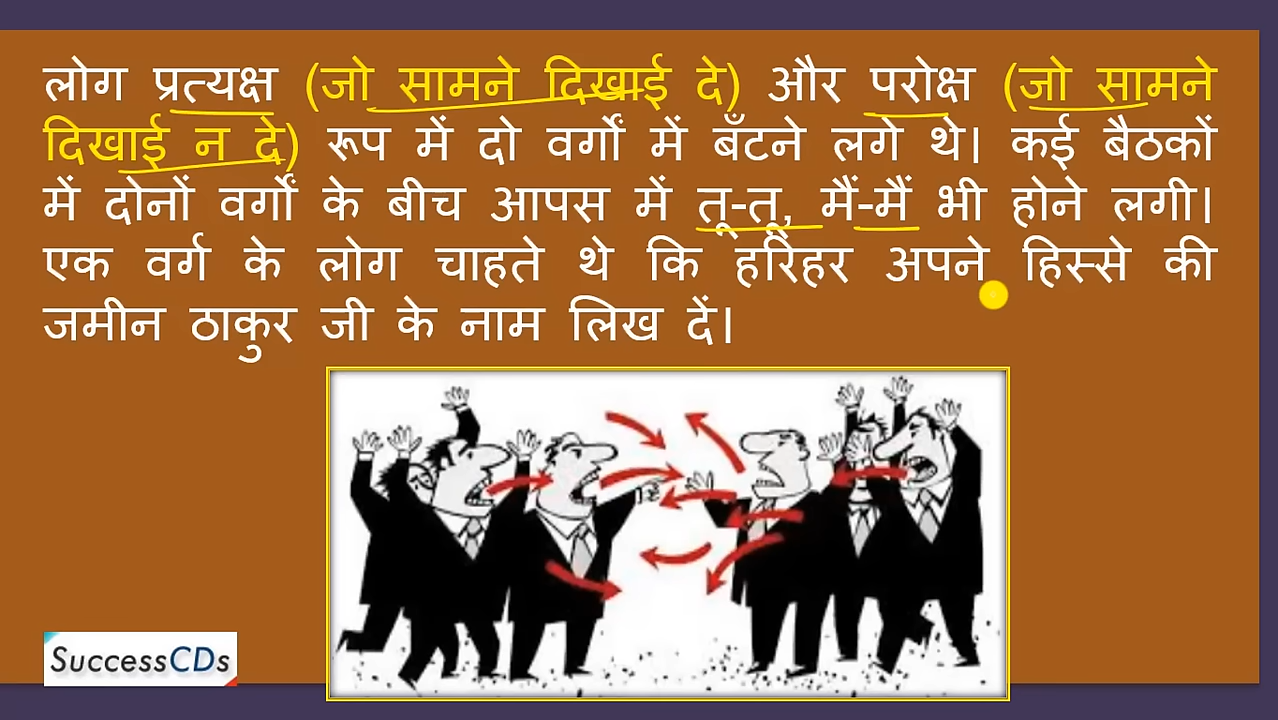 लोग प्रत्यक्ष (जो सामने दिखाई दे) और परोक्ष (जो सामने
दिखाई न दे) रूप में दो वर्गों में बँटने लगे थे। कई बैठकों
में दोनों वर्गों के बीच आपस में तू-तू, मैं-मैं भी होने लगी।
एक वर्ग के लोग चाहते थे कि हरिहर अपने हिस्से की
जमीन ठाकुर जी के नाम लिख दें।
SuccessCDs